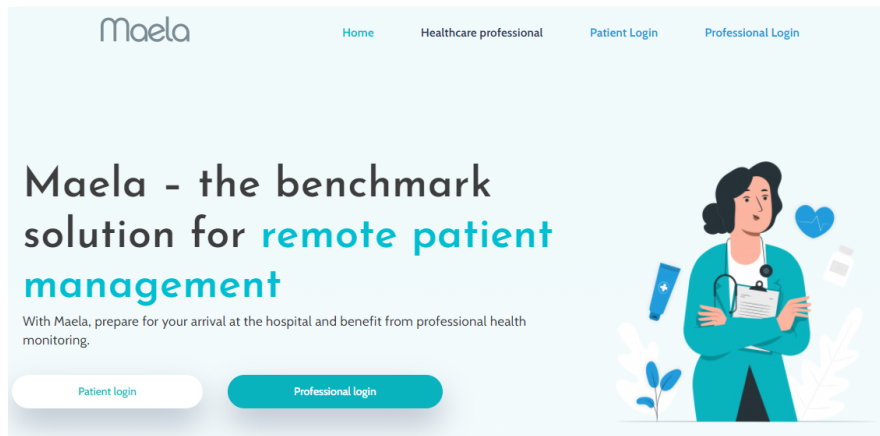 Maela
Home
Healthcare professional
Patient Login
Professional Login
Maela – the benchmark
solution for remote patient
management
With Maela, prepare for your arrival at the hospital and benefit from professional health
monitoring.
Patient login
Professional login